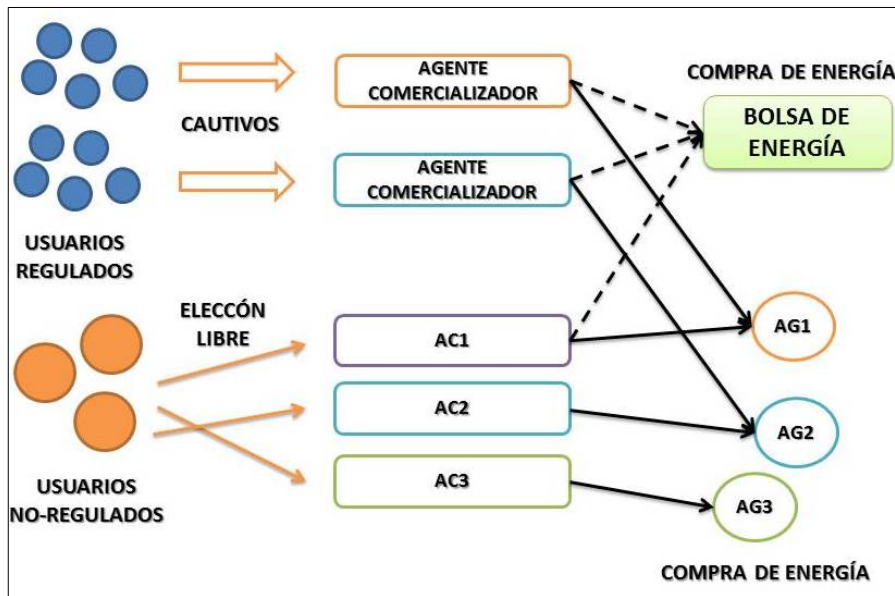 AGENTE
COMERCIALIZADOR
COMPRA DE ENERGÍA
BOLSA DE
ENERGÍA
CAUTIVOS
AGENTE
COMERCIALIZADOR
USUARIOS
REGULADOS
ELECCÓN
LIBRE
AC1
AG1
AC2
AG2
AC3
AG3
USUARIOS
NO-REGULADOS
COMPRA DE ENERGÍA